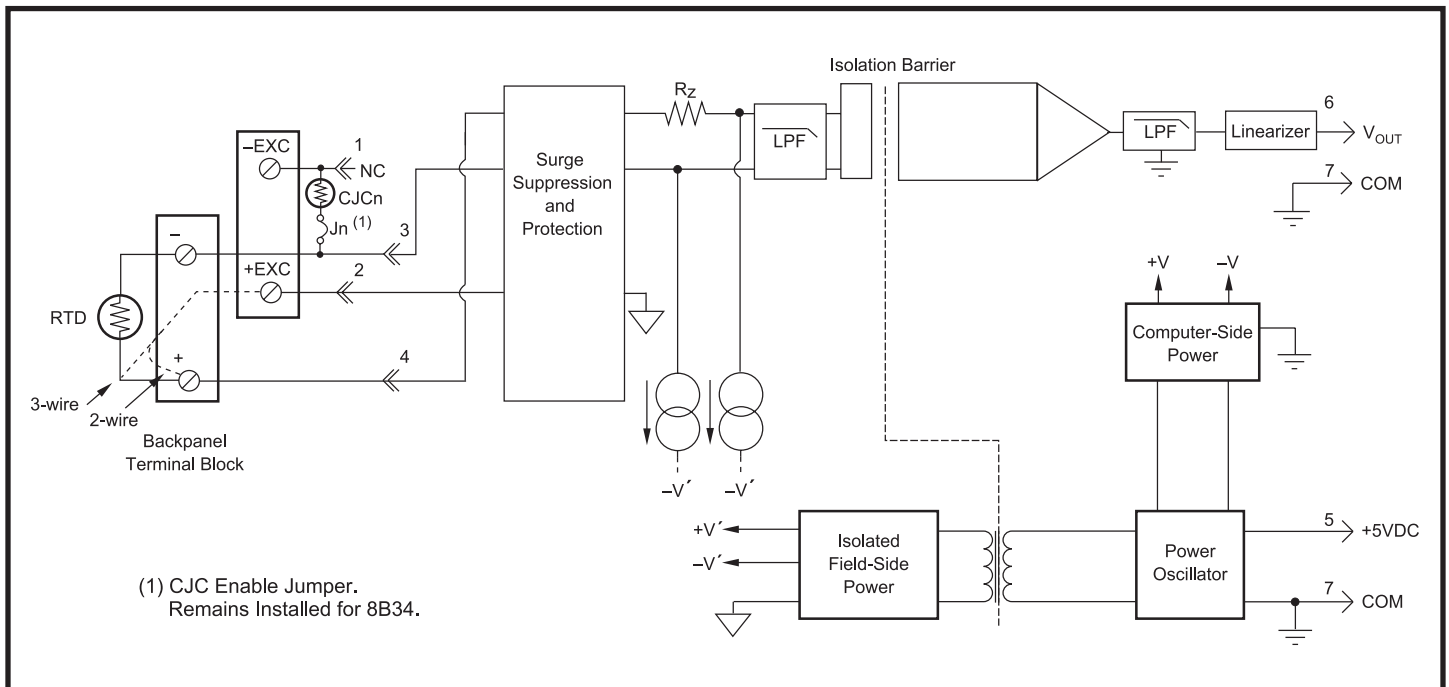 Isolation Barrier
–EXC
1
NC
CJCn
Jn (1)
3
+EXC
2
–
RTD
+
4
3-wire
2-wire
Backpanel
Terminal Block
Surge
Suppression
and
Protection
RZ
LPF
–V′
–V′
LPF
Linearizer
6
VOUT
7
COM
+V
–V
Computer-Side
Power
+V′
–V′
Isolated
Field-Side
Power
Power
Oscillator
5
+5VDC
7
COM
(1) CJC Enable Jumper.
Remains Installed for 8B34.